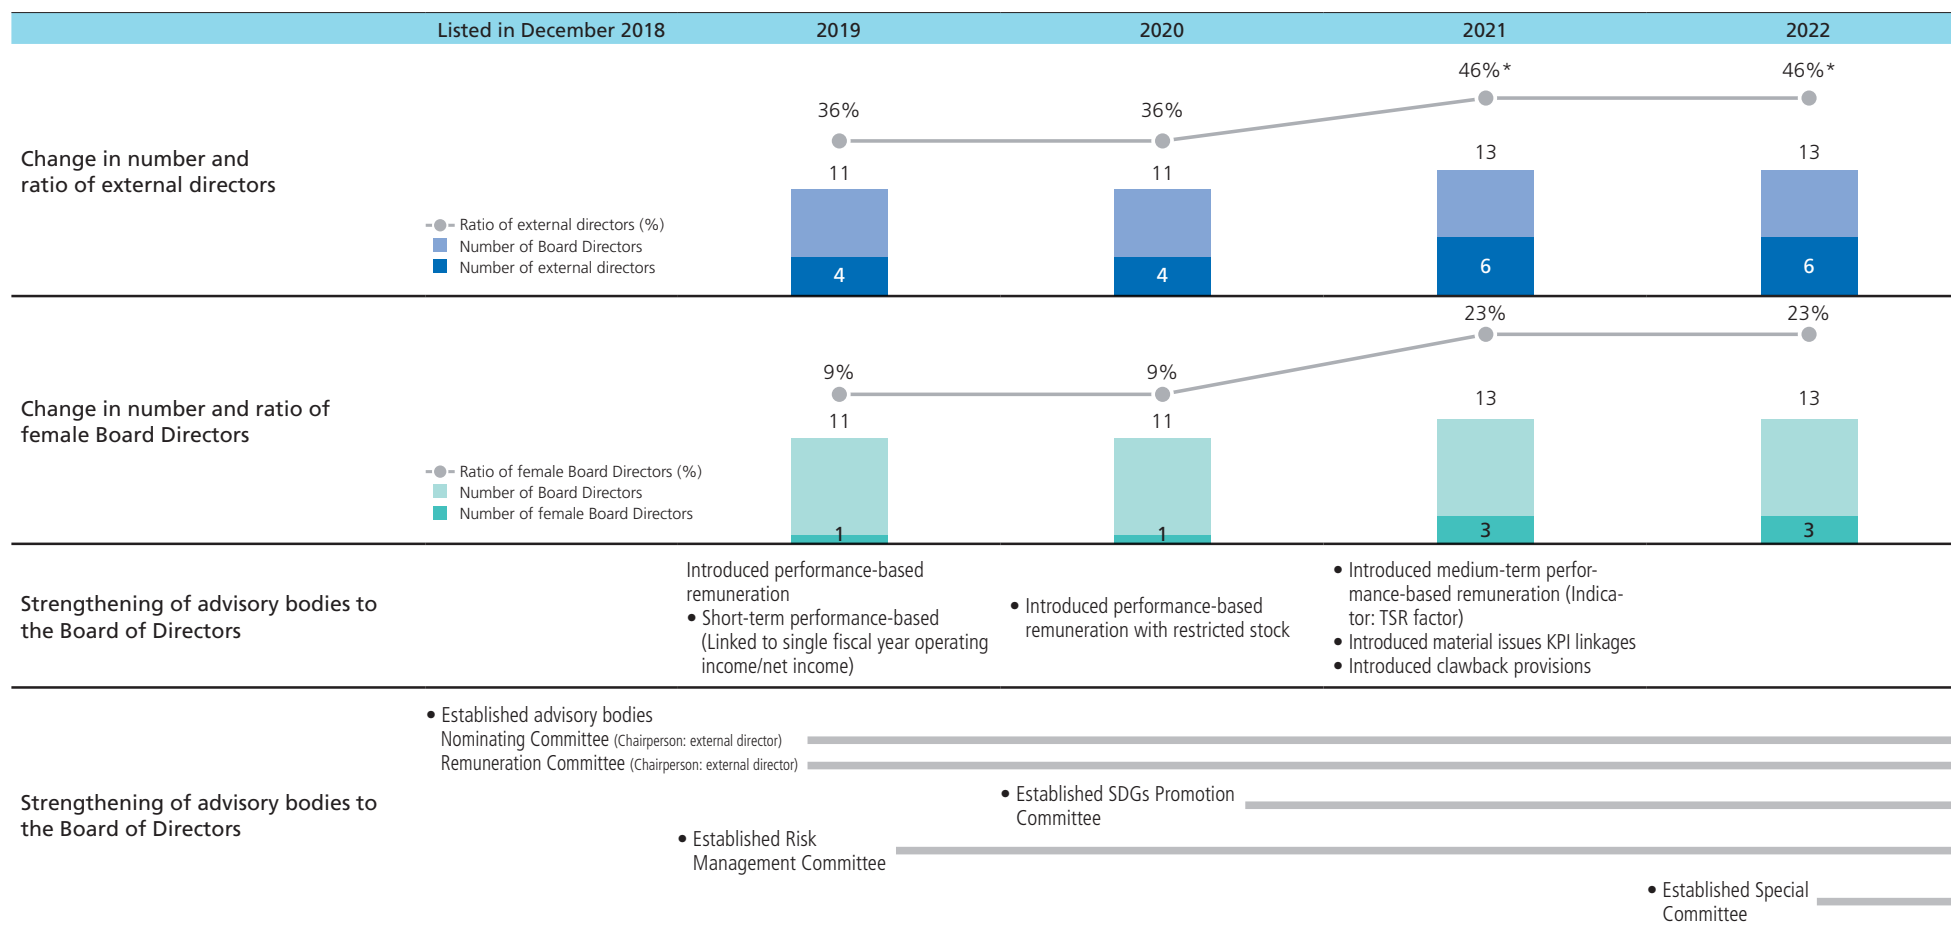 Listed in December 2018 2019 2020 2021 2022
Change in number and
ratio of external directors
Ratio of external directors (%)
Number of Board Directors
Number of external directors
36% 36% 46%* 46%*
11 11 13 13
4 4 6 6
Change in number and ratio of
female Board Directors
Ratio of female Board Directors (%)
Number of Board Directors
Number of female Board Directors
9% 9% 23% 23%
11 11 13 13
1 1 3 3
Strengthening of advisory bodies to
the Board of Directors
Introduced performance-based
remuneration
• Short-term performance-based
(Linked to single fiscal year operating
income/net income)
• Introduced performance-based
remuneration with restricted stock
• Introduced medium-term perfor-
mance-based remuneration (Indica-
tor: TSR factor)
• Introduced material issues KPI linkages
• Introduced clawback provisions
Strengthening of advisory bodies to
the Board of Directors
• Established advisory bodies
Nominating Committee (Chairperson: external director)
Remuneration Committee (Chairperson: external director)
• Established SDGs Promotion
Committee
• Established Risk
Management Committee
• Established Special
Committee